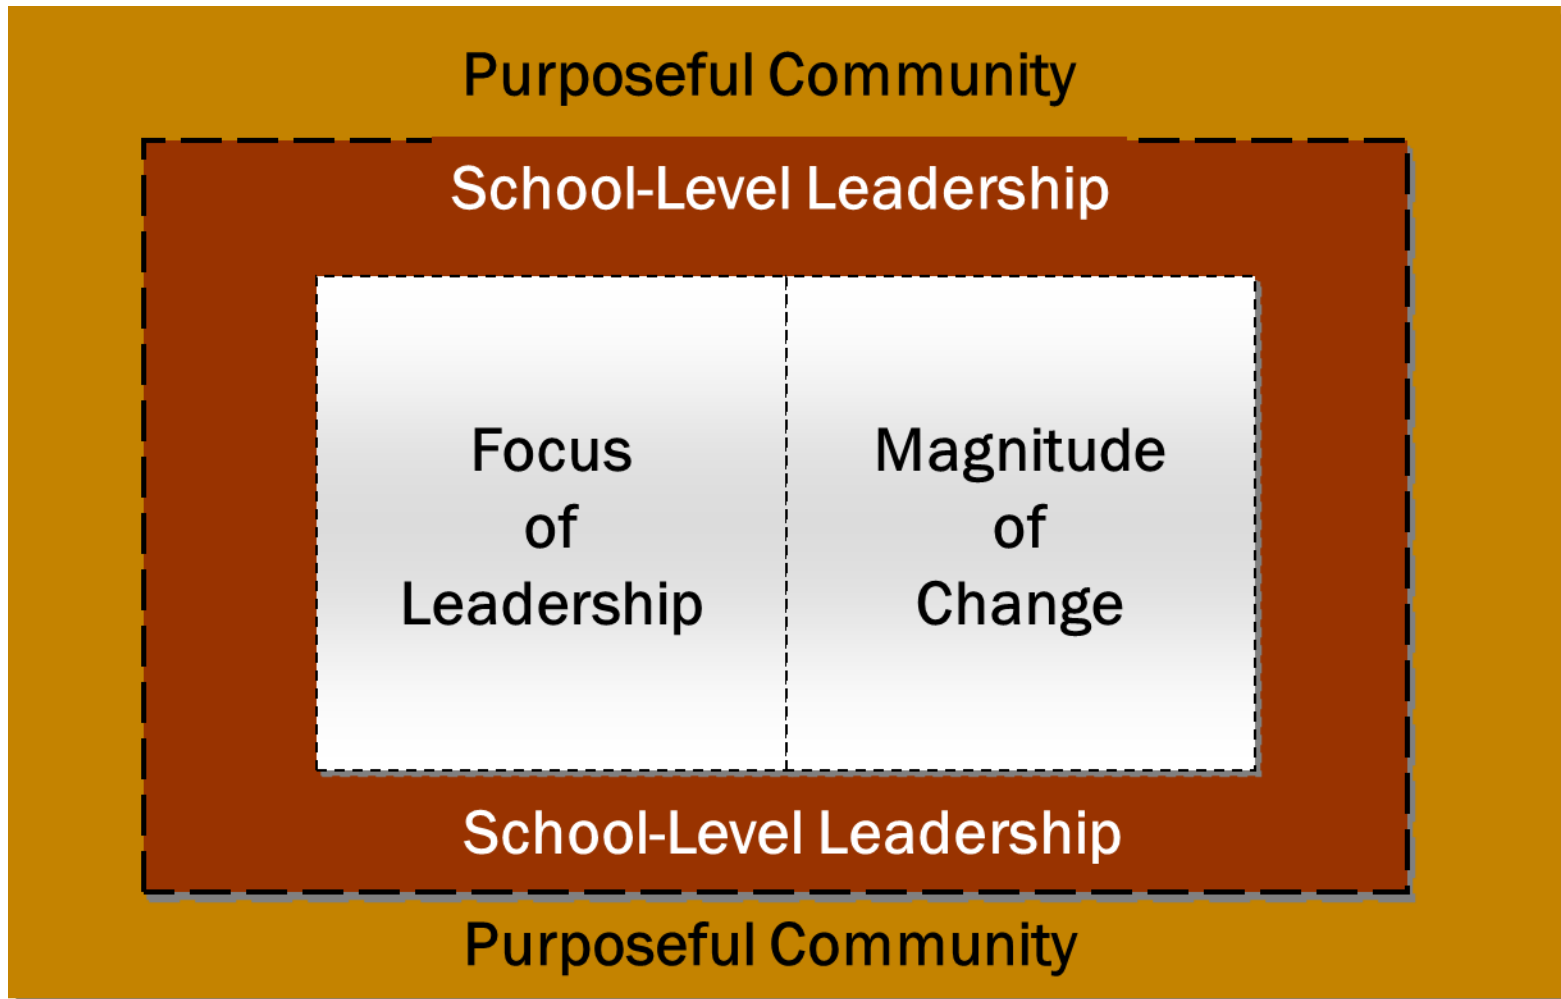 Purposeful Community
School-Level Leadership
Focus
of
Leadership
Magnitude
of
Change
School-Level Leadership
Purposeful Community